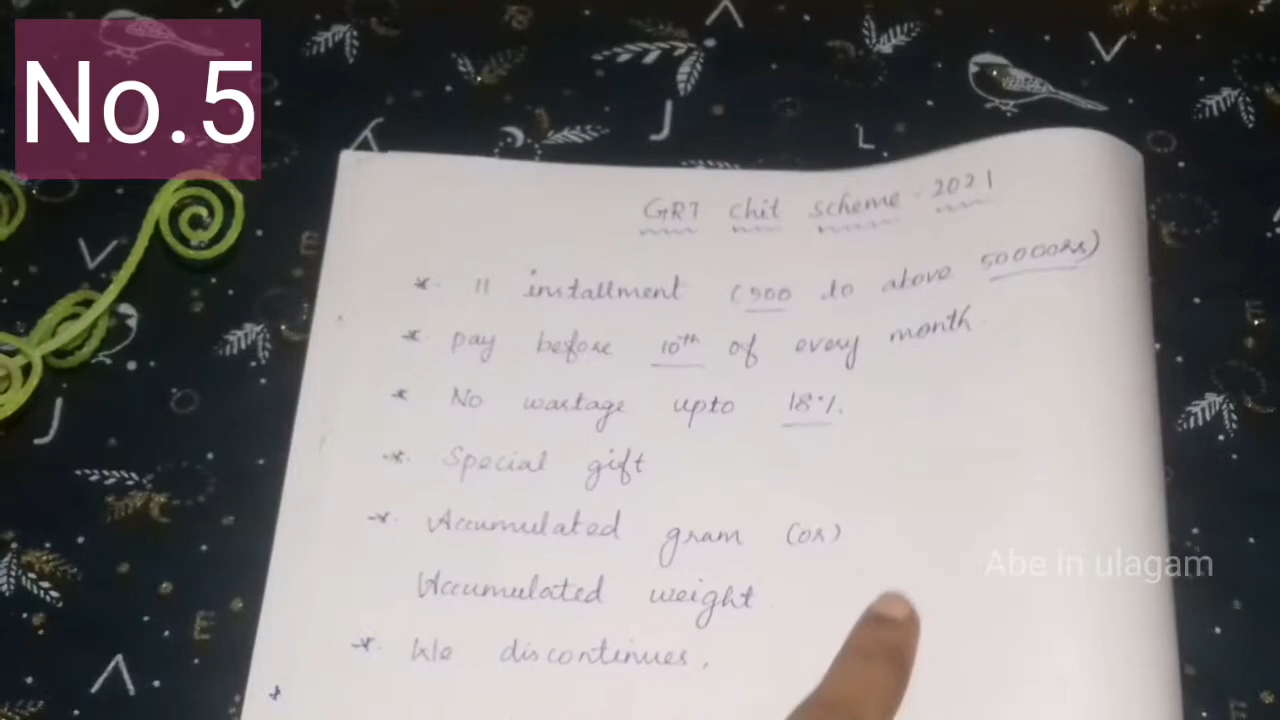 No.5
GRT chit scheme - 2021
* 11 installment (500 to above 50000Rs)
* pay before 10th of every month
* No wastage upto 18%.
* Special gift
* Accumulated gram (or)
Accumulated weight
* We discontinues.
Abe In ulagam